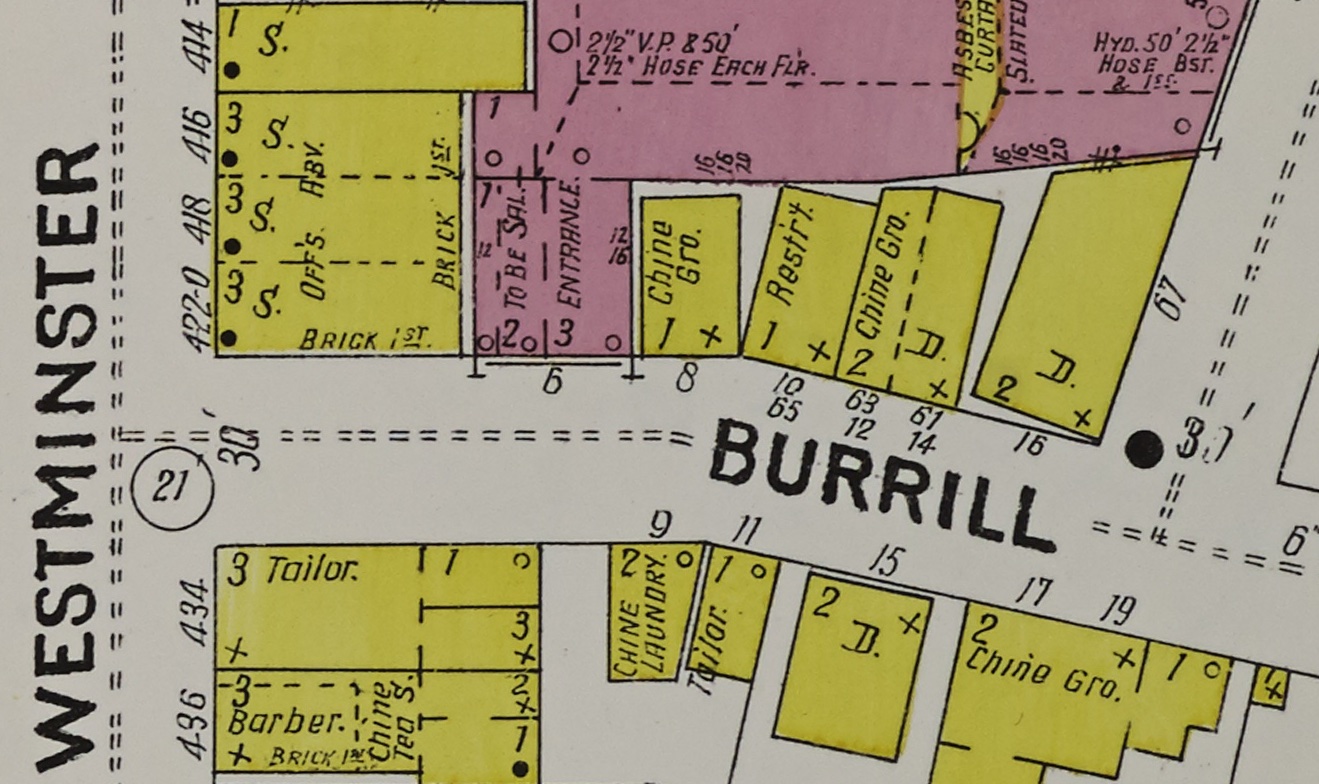 WESTMINSTER
414
1 S.
2½" V.P. & 50'
2½" HOSE EACH FLR.
ASBES.
CURTA
SLATED
HYD. 50' 2½"
HOSE BST.
& 1ST
416
3 S.
ABV.
1ST.
1
16
16
20
16
16
16
20
418
3 S.
OFF'S.
BRICK
1
12
TO BE SAL.
ENTRANCE.
12
16
422-0
3 S.
BRICK 1ST.
2
3
6
Chine
Gro.
1
8
Restr.
1
10
65
Chine Gro.
2
63
12
D.
61
14
D.
2
16
67
30'
30'
21
BURRILL
6"
9
11
15
17
19
434
3 Tailor.
1
3
2
CHINE
LAUNDRY.
1
Tailor.
2
D.
2
Chine Gro.
1
436
3
Barber.
BRICK 1ST
Chine
Tea S.
2
1